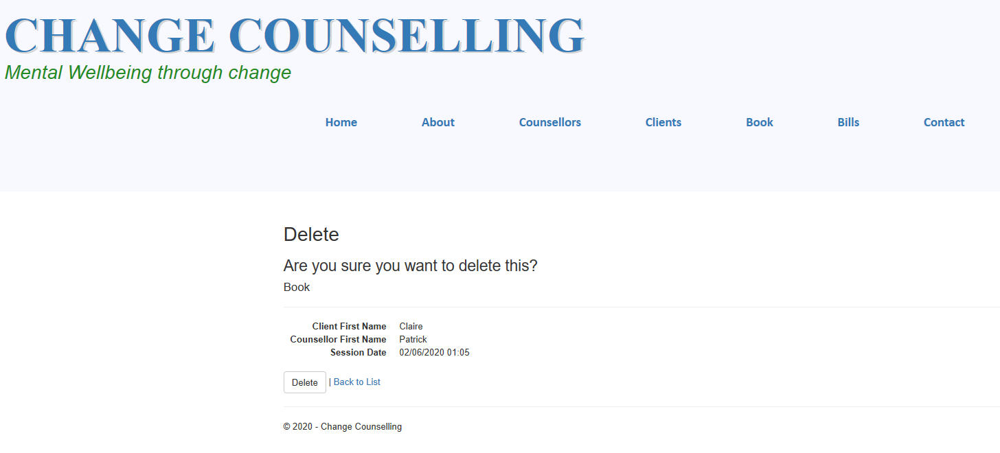 CHANGE COUNSELLING
Mental Wellbeing through change
Home About Counsellors Clients Book Bills Contact
Delete
Are you sure you want to delete this?
Book
Client First Name Claire
Counsellor First Name Patrick
Session Date 02/06/2020 01:05
Delete | Back to List
© 2020 - Change Counselling